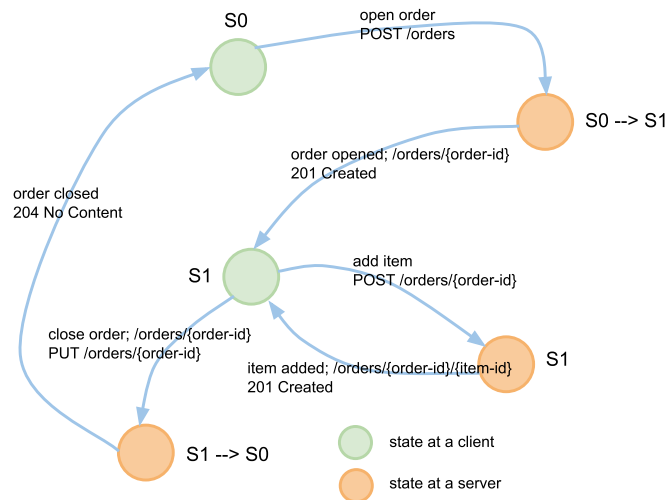 S0
open order
POST /orders
S0 --> S1
order opened; /orders/{order-id}
201 Created
order closed
204 No Content
S1
add item
POST /orders/{order-id}
close order; /orders/{order-id}
PUT /orders/{order-id}
item added; /orders/{order-id}/{item-id}
201 Created
S1
S1 --> S0
state at a client
state at a server